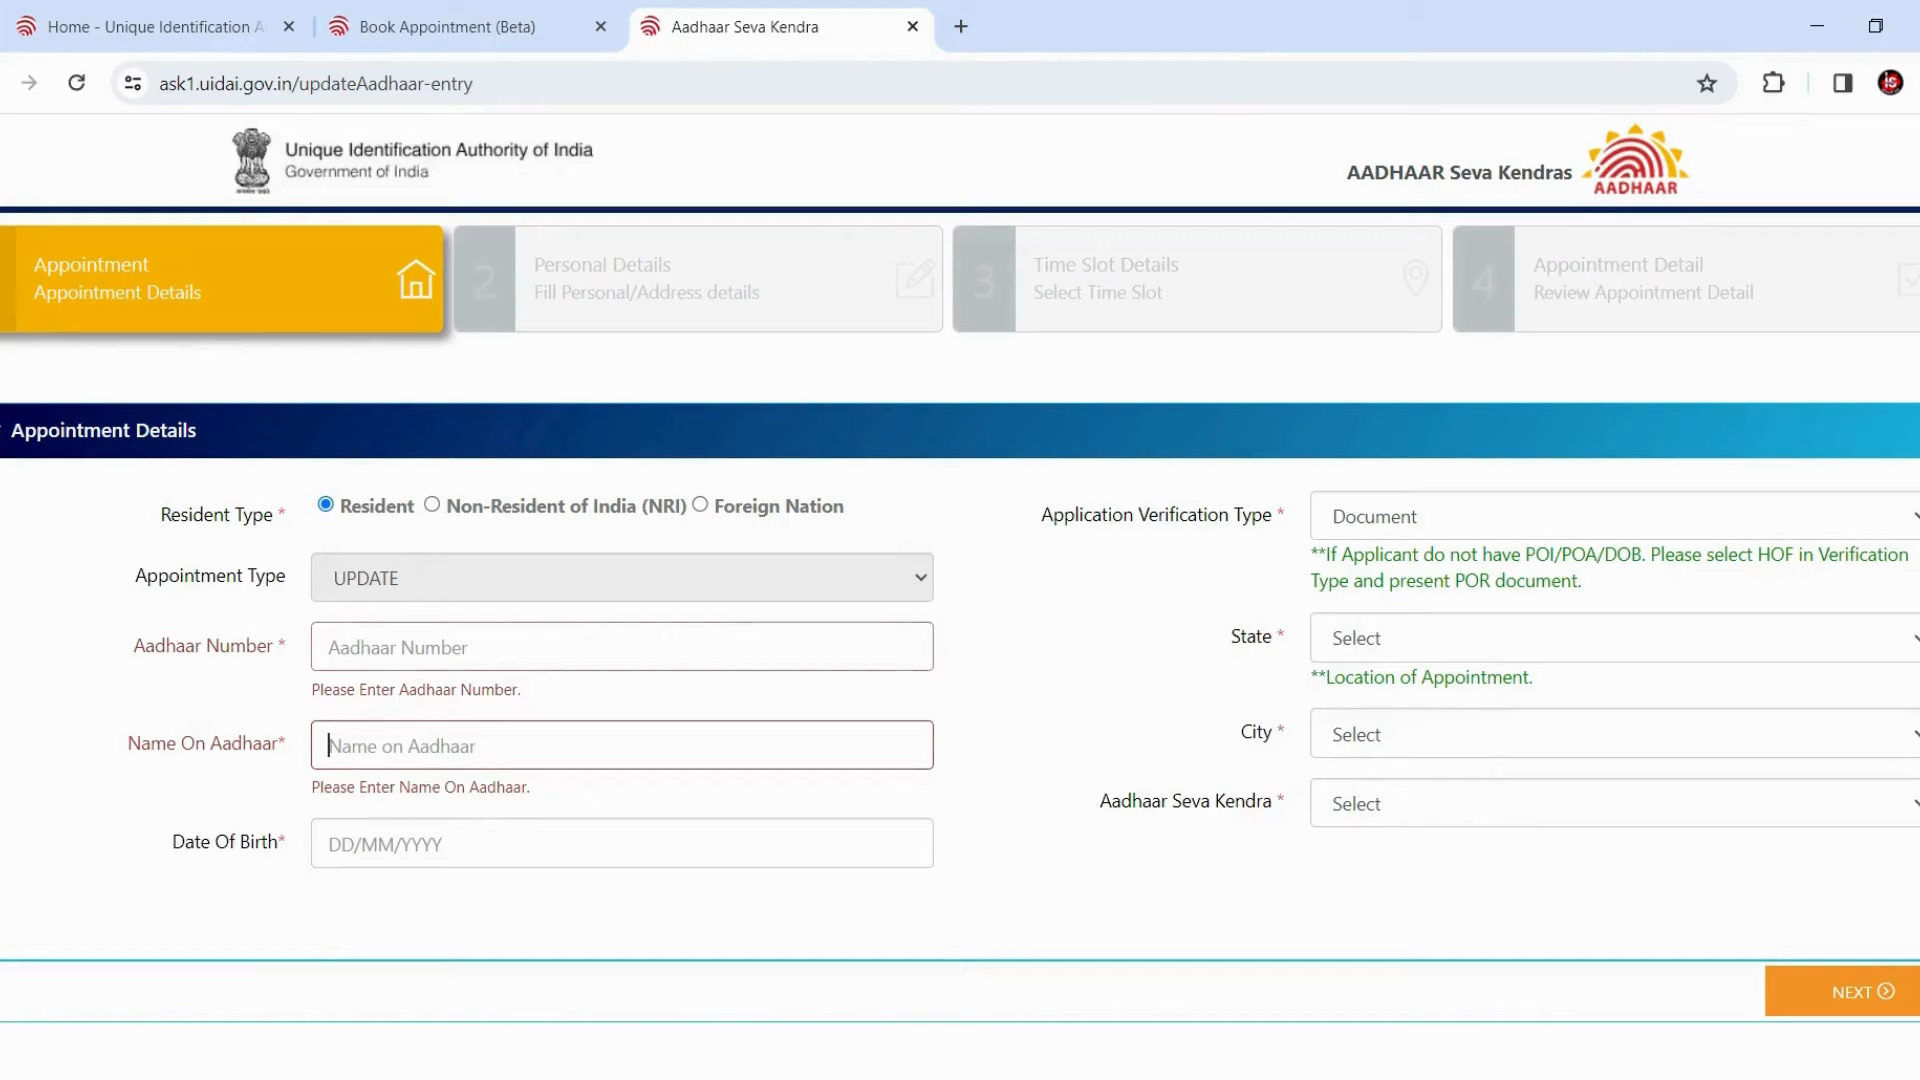 Home - Unique Identification A
Book Appointment (Beta)
Aadhaar Seva Kendra
ask1.uidai.gov.in/updateAadhaar-entry
Unique Identification Authority of India
Government of India
AADHAAR Seva Kendras
AADHAAR
Appointment
Appointment Details
2
Personal Details
Fill Personal/Address details
3
Time Slot Details
Select Time Slot
4
Appointment Detail
Review Appointment Detail
Appointment Details
Resident Type *
Resident
Non-Resident of India (NRI)
Foreign Nation
Appointment Type
UPDATE
Aadhaar Number *
Aadhaar Number
Please Enter Aadhaar Number.
Name On Aadhaar*
Name on Aadhaar
Please Enter Name On Aadhaar.
Date Of Birth*
DD/MM/YYYY
Application Verification Type *
Document
**If Applicant do not have POI/POA/DOB. Please select HOF in Verification
Type and present POR document.
State *
Select
**Location of Appointment.
City *
Select
Aadhaar Seva Kendra *
Select
NEXT